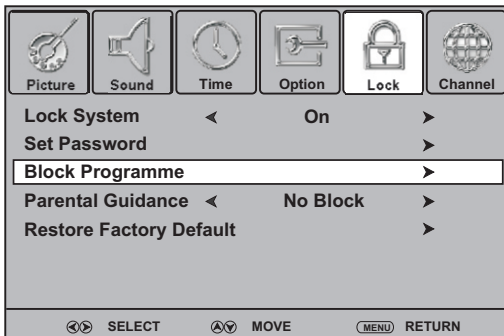 Picture Sound Time Option Lock Channel
Lock System On
Set Password
Block Programme
Parental Guidance No Block
Restore Factory Default
SELECT MOVE MENU RETURN